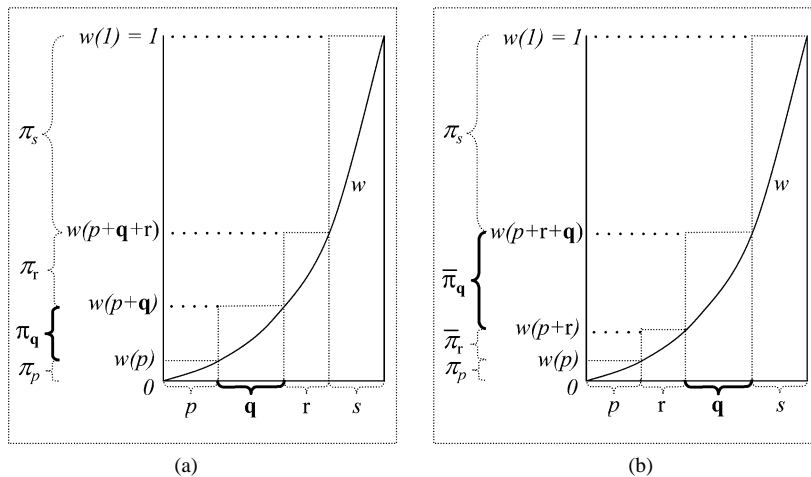 w(1) = 1
π_s
w
w(p+q+r)
π_r
w(p+q)
π_q
w(p)
π_p
0
p q r s
(a)
w(1) = 1
π_s
w
w(p+r+q)
π̅_q
w(p+r)
π̅_r
w(p)
π_p
0
p r q s
(b)